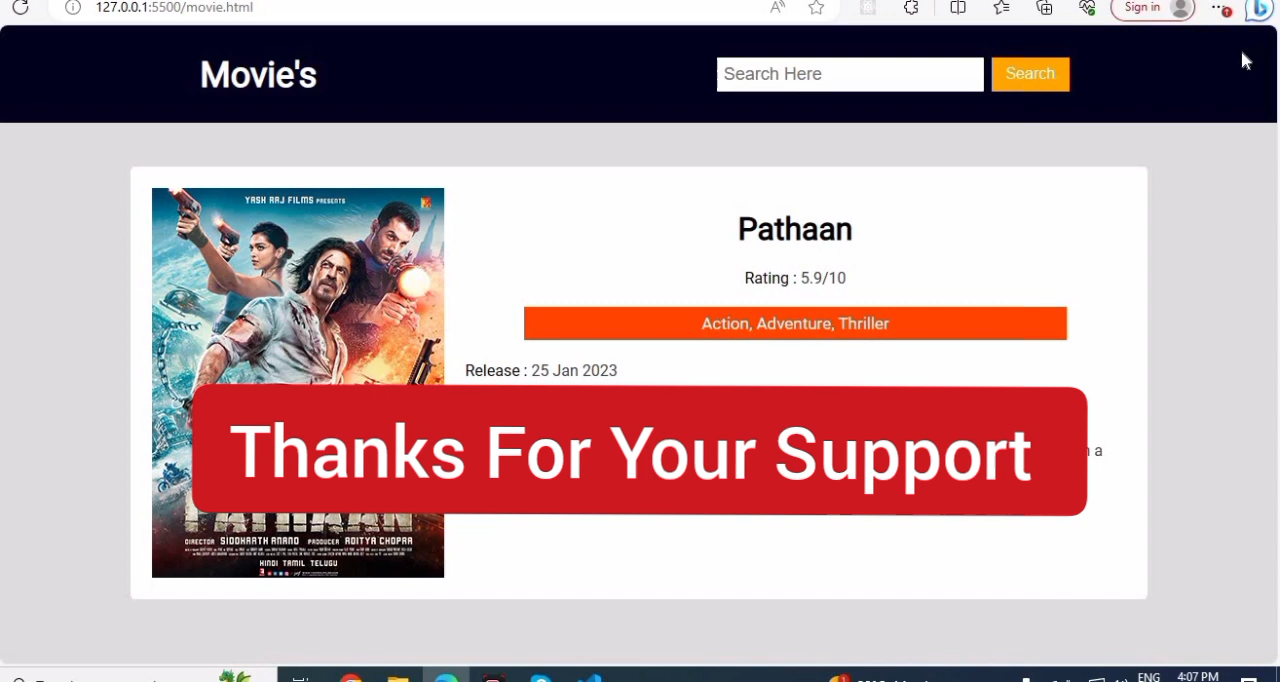 127.0.0.1:5500/movie.html
Sign in
Movie's
Search Here
Search
YASH RAJ FILMS PRESENTS
Pathaan
Rating : 5.9/10
Action, Adventure, Thriller
Release : 25 Jan 2023
Thanks For Your Support
a
DIRECTOR SIDDHARTH ANAND PRODUCER ADITYA CHOPRA
HINDI TAMIL TELUGU
ENG
4:07 PM